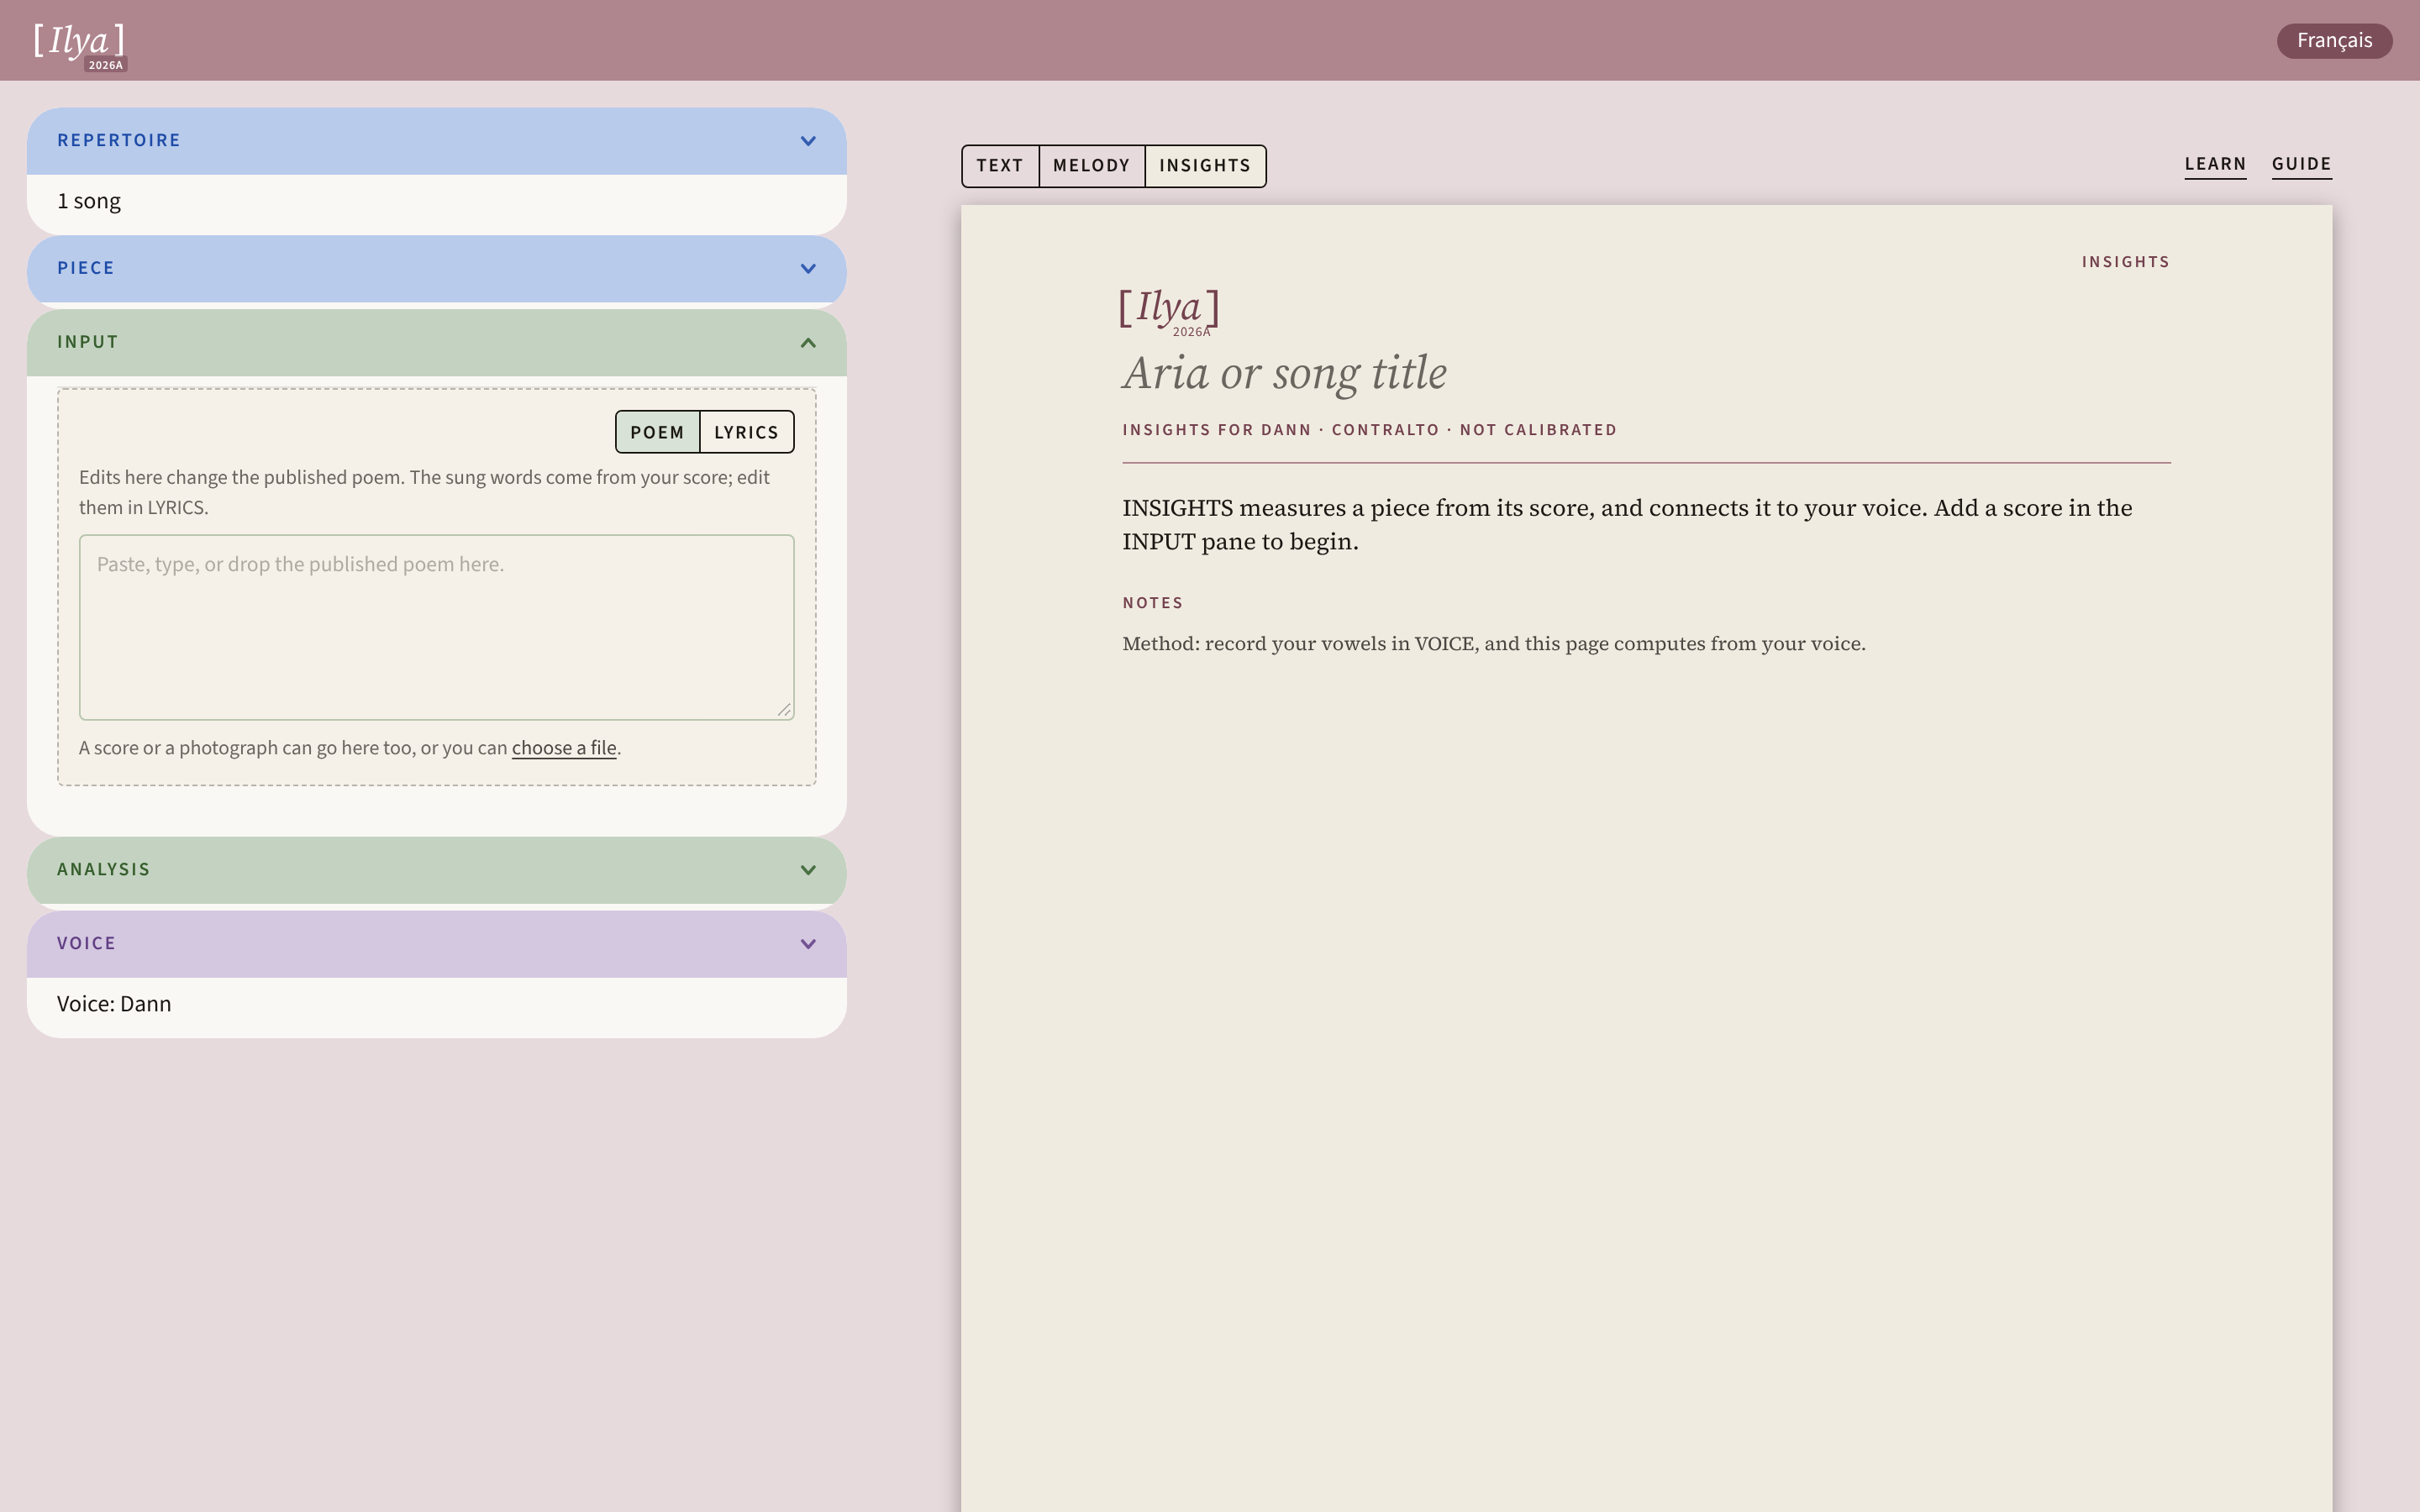 [Ilya]
2026A
Français
REPERTOIRE
1 song
PIECE
INPUT
POEM
LYRICS
Edits here change the published poem. The sung words come from your score; edit
them in LYRICS.
Paste, type, or drop the published poem here.
A score or a photograph can go here too, or you can choose a file.
ANALYSIS
VOICE
Voice: Dann
TEXT
MELODY
INSIGHTS
LEARN
GUIDE
INSIGHTS
[Ilya]
2026A
Aria or song title
INSIGHTS FOR DANN · CONTRALTO · NOT CALIBRATED
INSIGHTS measures a piece from its score, and connects it to your voice. Add a score in the
INPUT pane to begin.
NOTES
Method: record your vowels in VOICE, and this page computes from your voice.